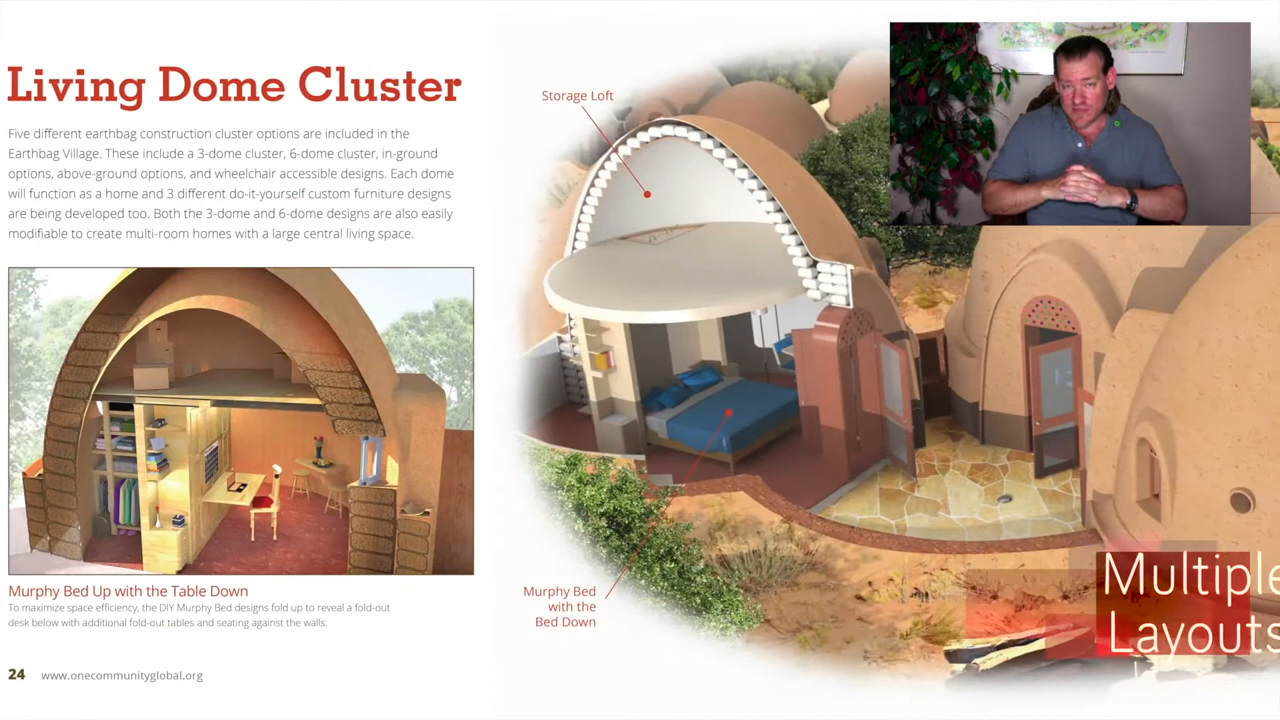 Living Dome Cluster
Five different earthbag construction cluster options are included in the
Earthbag Village. These include a 3-dome cluster, 6-dome cluster, in-ground
options, above-ground options, and wheelchair accessible designs. Each dome
will function as a home and 3 different do-it-yourself custom furniture designs
are being developed too. Both the 3-dome and 6-dome designs are also easily
modifiable to create multi-room homes with a large central living space.
Murphy Bed Up with the Table Down
To maximize space efficiency, the DIY Murphy Bed designs fold up to reveal a fold-out
desk below with additional fold-out tables and seating against the walls.
24 www.onecommunityglobal.org
Storage Loft
Murphy Bed
with the
Bed Down
Multiple
Layouts